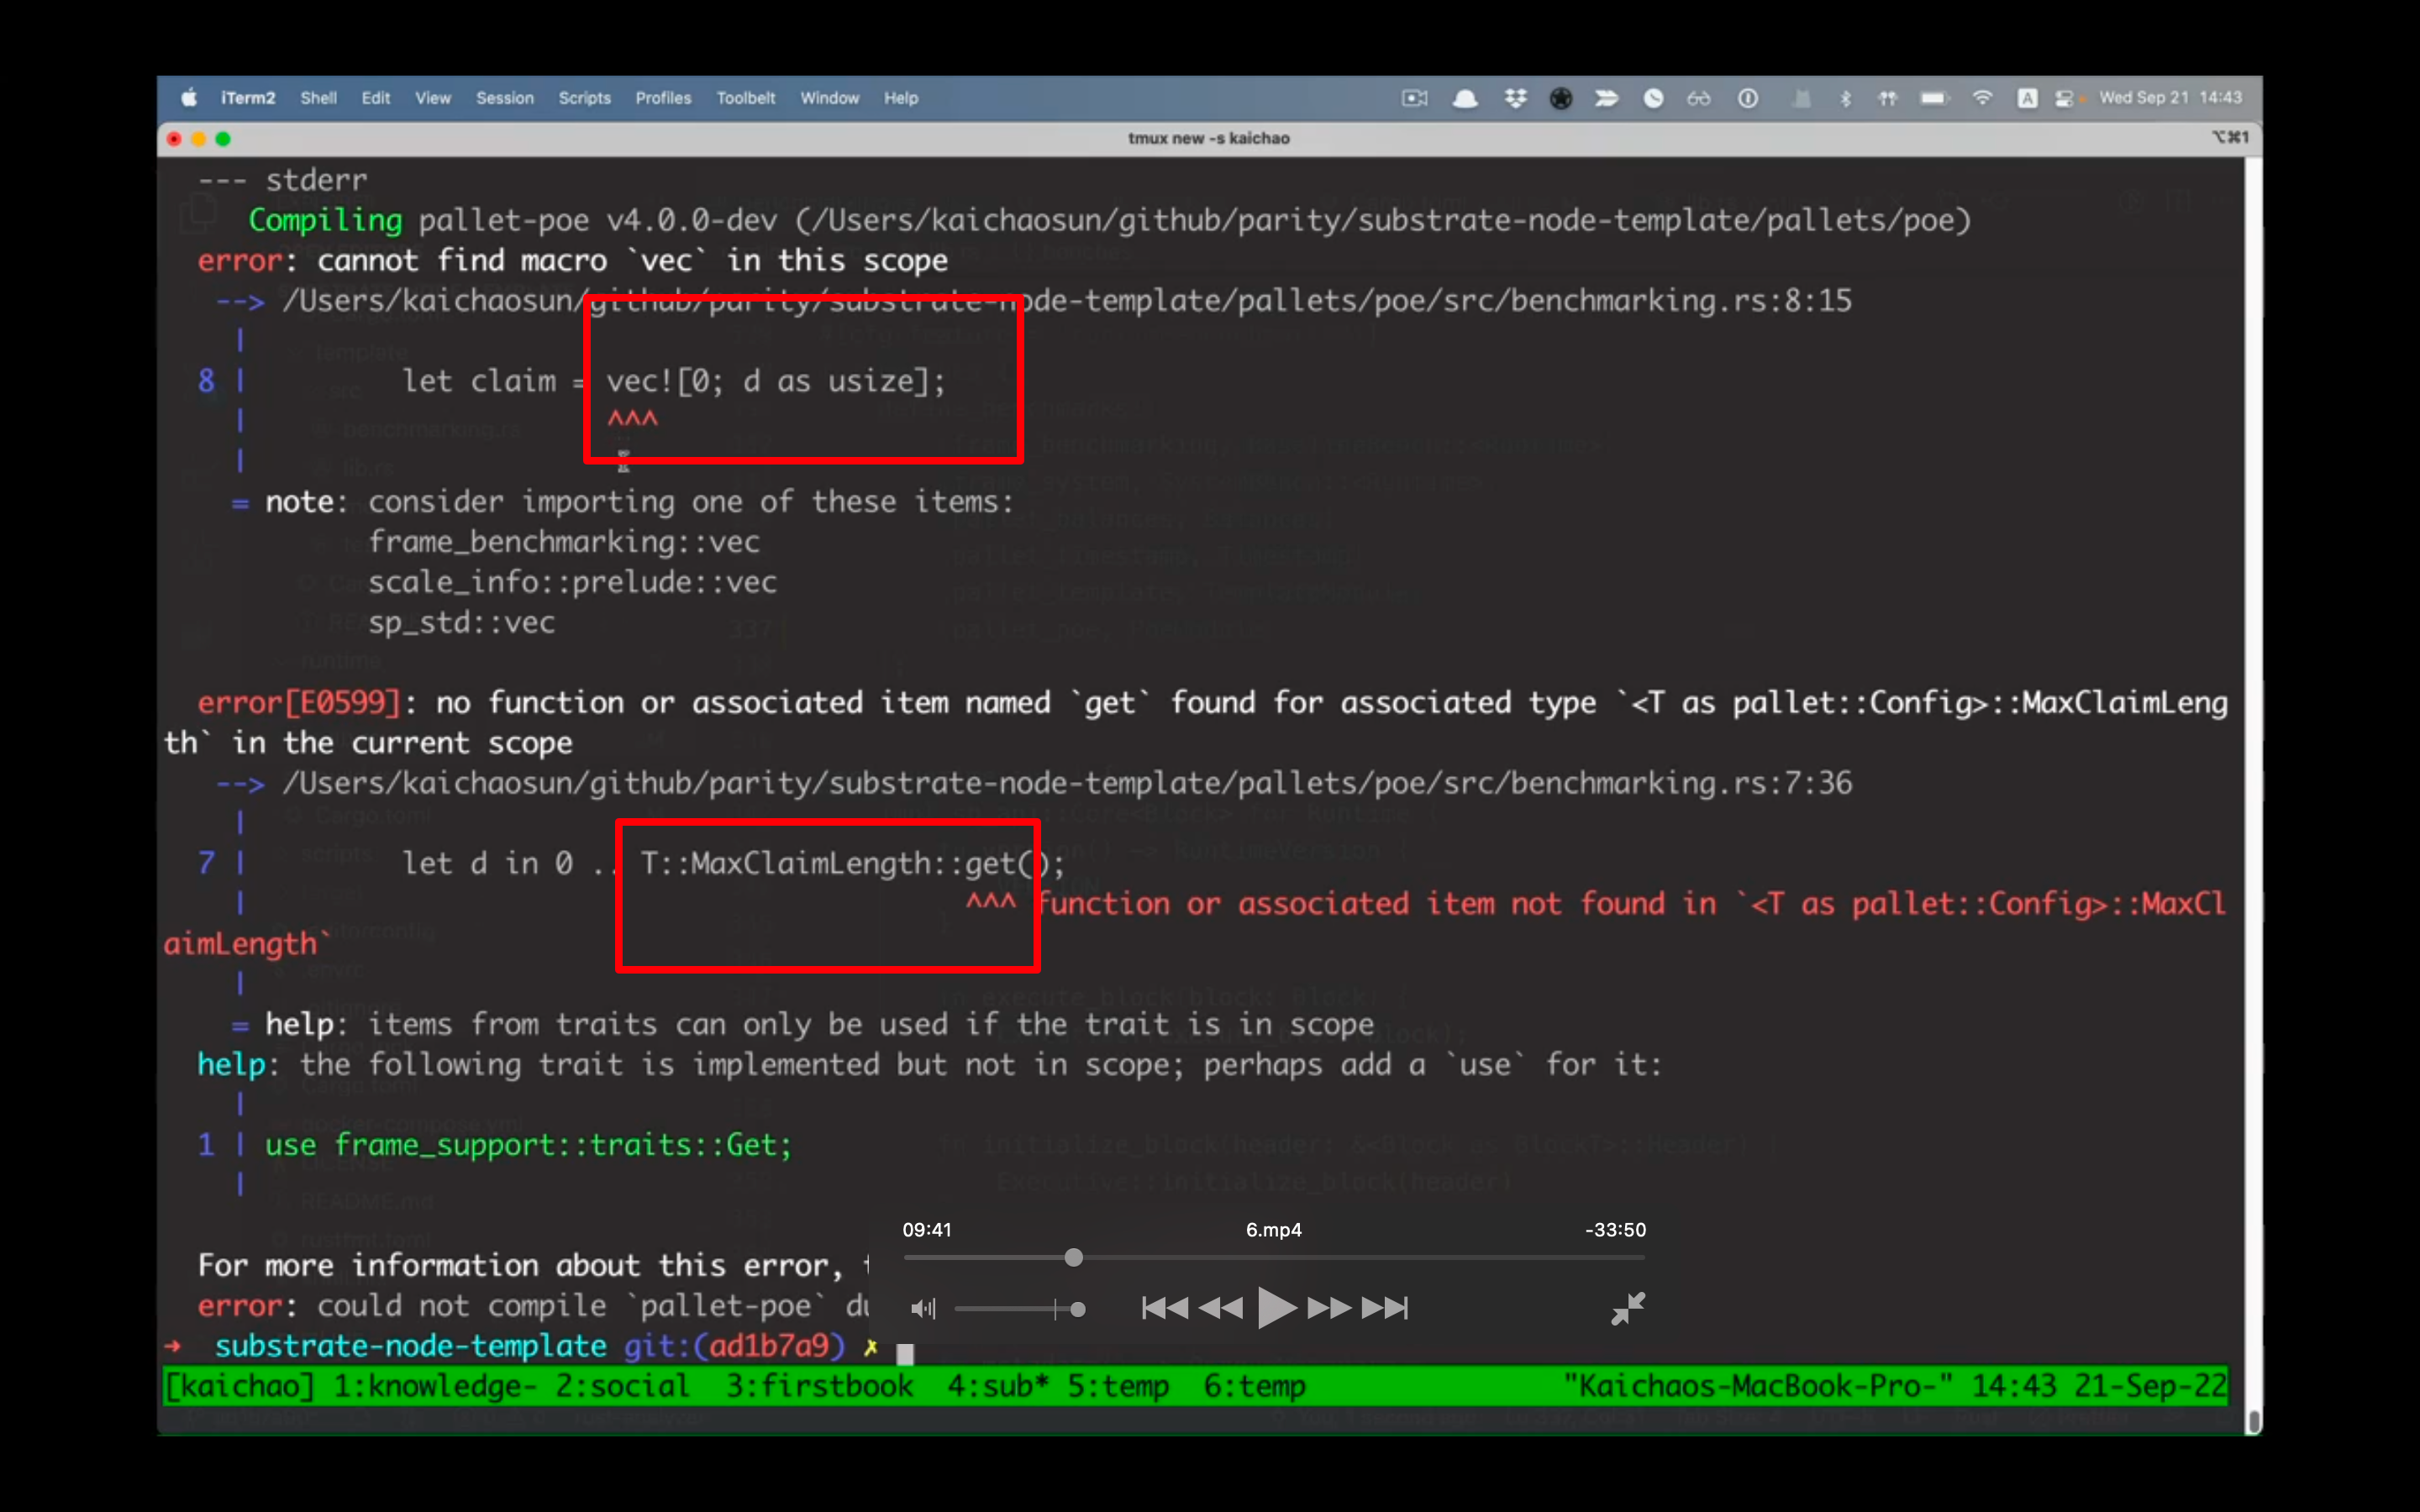 iTerm2 Shell Edit View Session Scripts Profiles Toolbelt Window Help Wed Sep 21 14:43
tmux new -s kaichao ⌥⌘1
--- stderr
Compiling pallet-poe v4.0.0-dev (/Users/kaichaosun/github/parity/substrate-node-template/pallets/poe)
error: cannot find macro `vec` in this scope
--> /Users/kaichaosun/github/parity/substrate-node-template/pallets/poe/src/benchmarking.rs:8:15
|
8 | let claim = vec![0; d as usize];
| ^^^
|
= note: consider importing one of these items:
frame_benchmarking::vec
scale_info::prelude::vec
sp_std::vec
error[E0599]: no function or associated item named `get` found for associated type `<T as pallet::Config>::MaxClaimLeng
th` in the current scope
--> /Users/kaichaosun/github/parity/substrate-node-template/pallets/poe/src/benchmarking.rs:7:36
|
7 | let d in 0 .. T::MaxClaimLength::get();
| ^^^ function or associated item not found in `<T as pallet::Config>::MaxCl
aimLength`
|
= help: items from traits can only be used if the trait is in scope
help: the following trait is implemented but not in scope; perhaps add a `use` for it:
|
1 | use frame_support::traits::Get;
|
09:41 6.mp4 -33:50
For more information about this error,
error: could not compile `pallet-poe`
➜ substrate-node-template git:(ad1b7a9) ✗
[kaichao] 1:knowledge- 2:social 3:firstbook 4:sub* 5:temp 6:temp "Kaichaos-MacBook-Pro-" 14:43 21-Sep-22